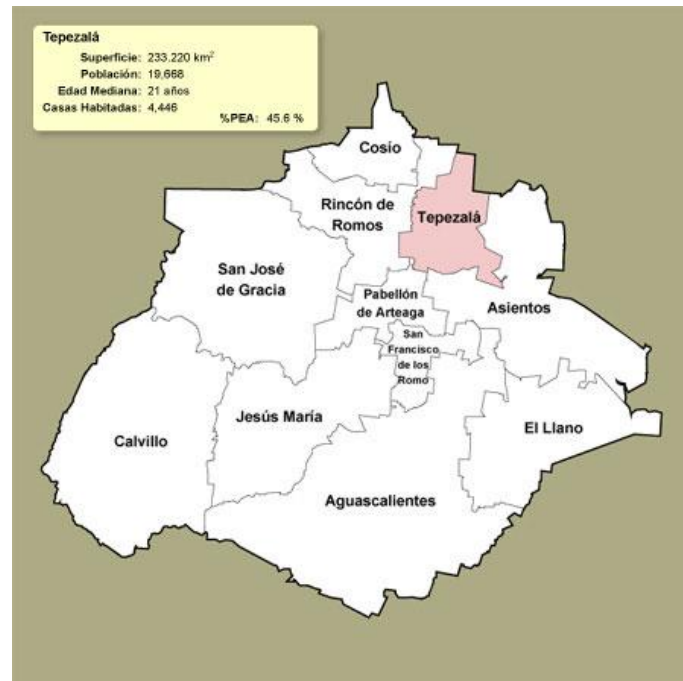 Tepezalá
Superficie: 233.220 km²
Población: 19,668
Edad Mediana: 21 años
Casas Habitadas: 4,446
%PEA: 45.6 %
Cosío
Rincón de
Romos
Tepezalá
San José
de Gracia
Pabellón
de Arteaga
Asientos
San
Francisco
de los
Romo
Jesús María
El Llano
Calvillo
Aguascalientes